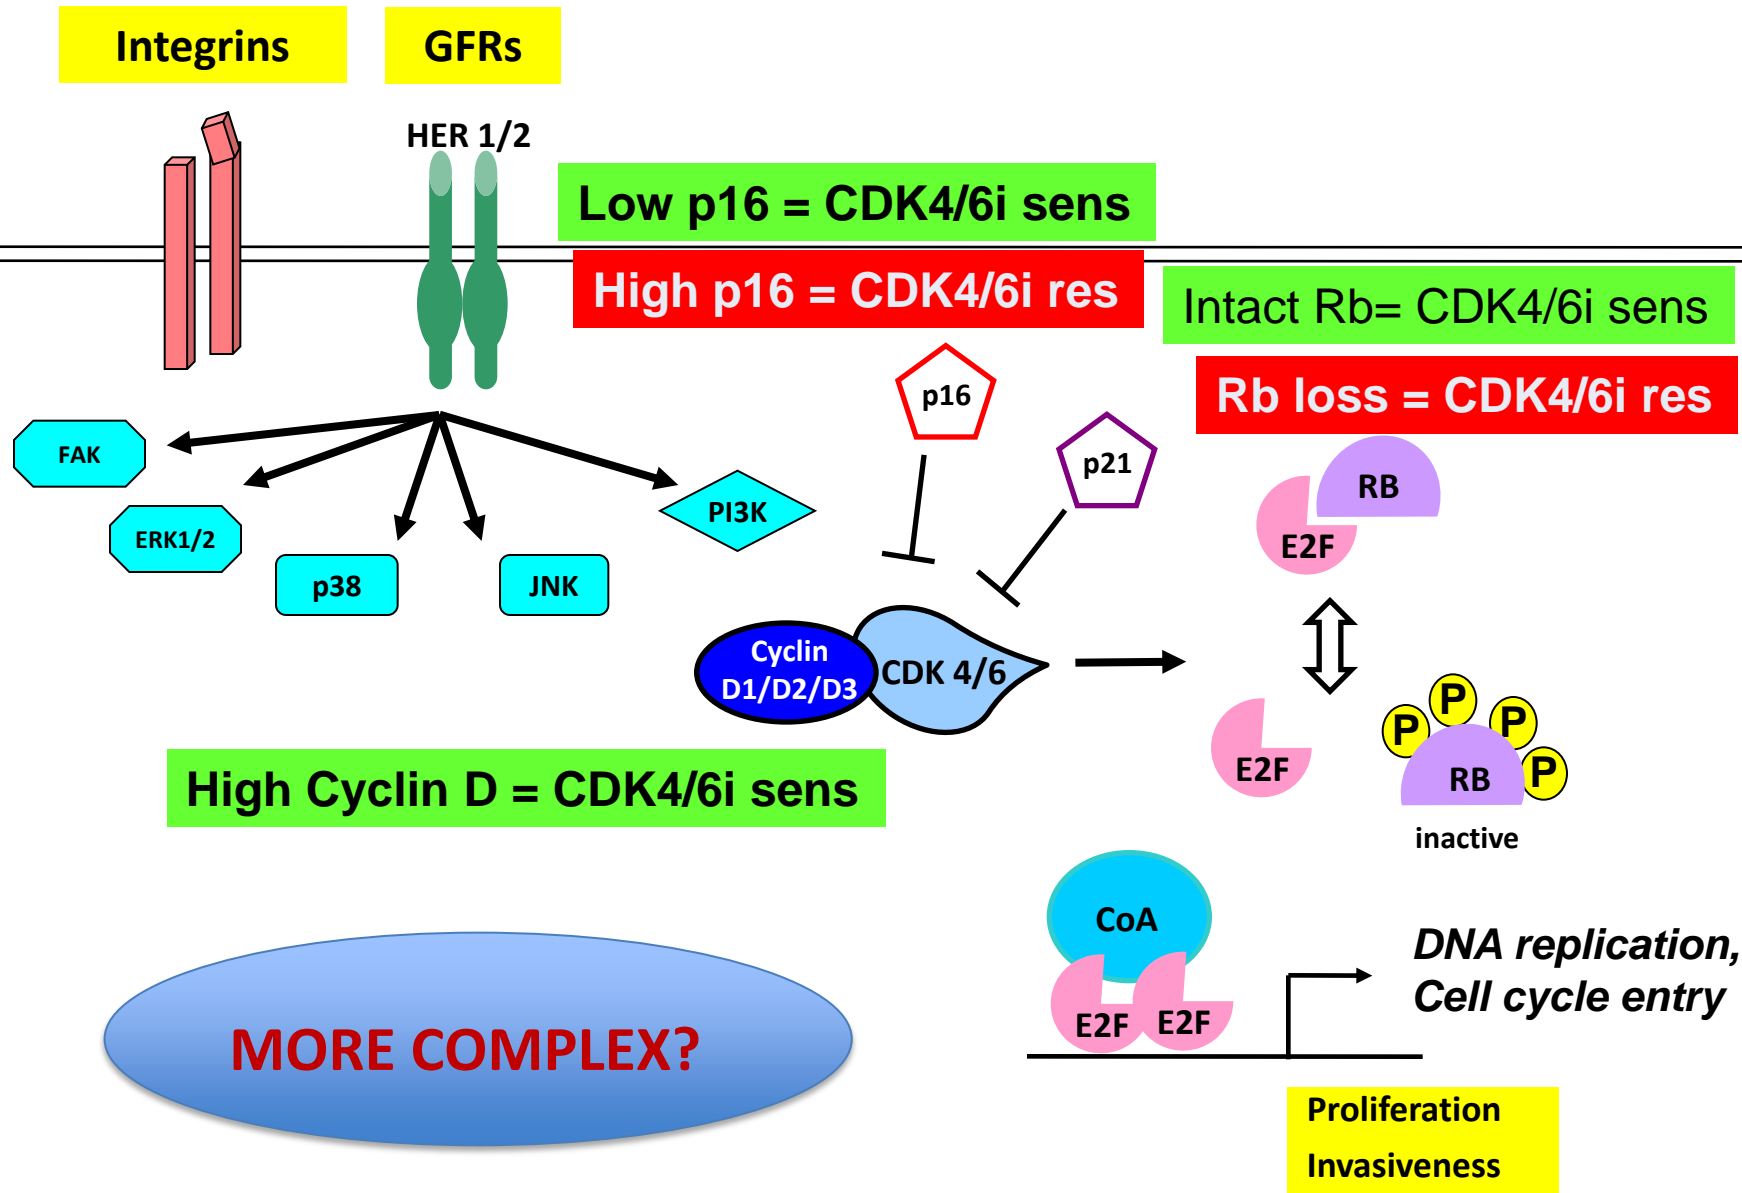 Integrins
GFRs
HER 1/2
Low p16 = CDK4/6i sens
High p16 = CDK4/6i res
Intact Rb= CDK4/6i sens
Rb loss = CDK4/6i res
p16
p21
RB
E2F
FAK
ERK1/2
p38
JNK
PI3K
Cyclin
D1/D2/D3
CDK 4/6
P
P
P
P
E2F
RB
inactive
High Cyclin D = CDK4/6i sens
CoA
E2F
E2F
DNA replication,
Cell cycle entry
MORE COMPLEX?
Proliferation
Invasiveness